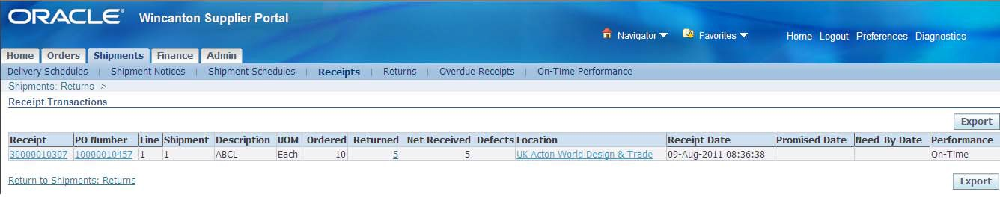 ORACLE® Wincanton Supplier Portal
Navigator Favorites Home Logout Preferences Diagnostics
Home Orders Shipments Finance Admin
Delivery Schedules | Shipment Notices | Shipment Schedules | Receipts | Returns | Overdue Receipts | On-Time Performance
Shipments: Returns >
Receipt Transactions
Export
Receipt PO Number Line Shipment Description UOM Ordered Returned Net Received Defects Location Receipt Date Promised Date Need-By Date Performance
30000010307 10000010457 1 1 ABCL Each 10 5 5 UK Acton World Design & Trade 09-Aug-2011 08:36:38 On-Time
Return to Shipments: Returns Export